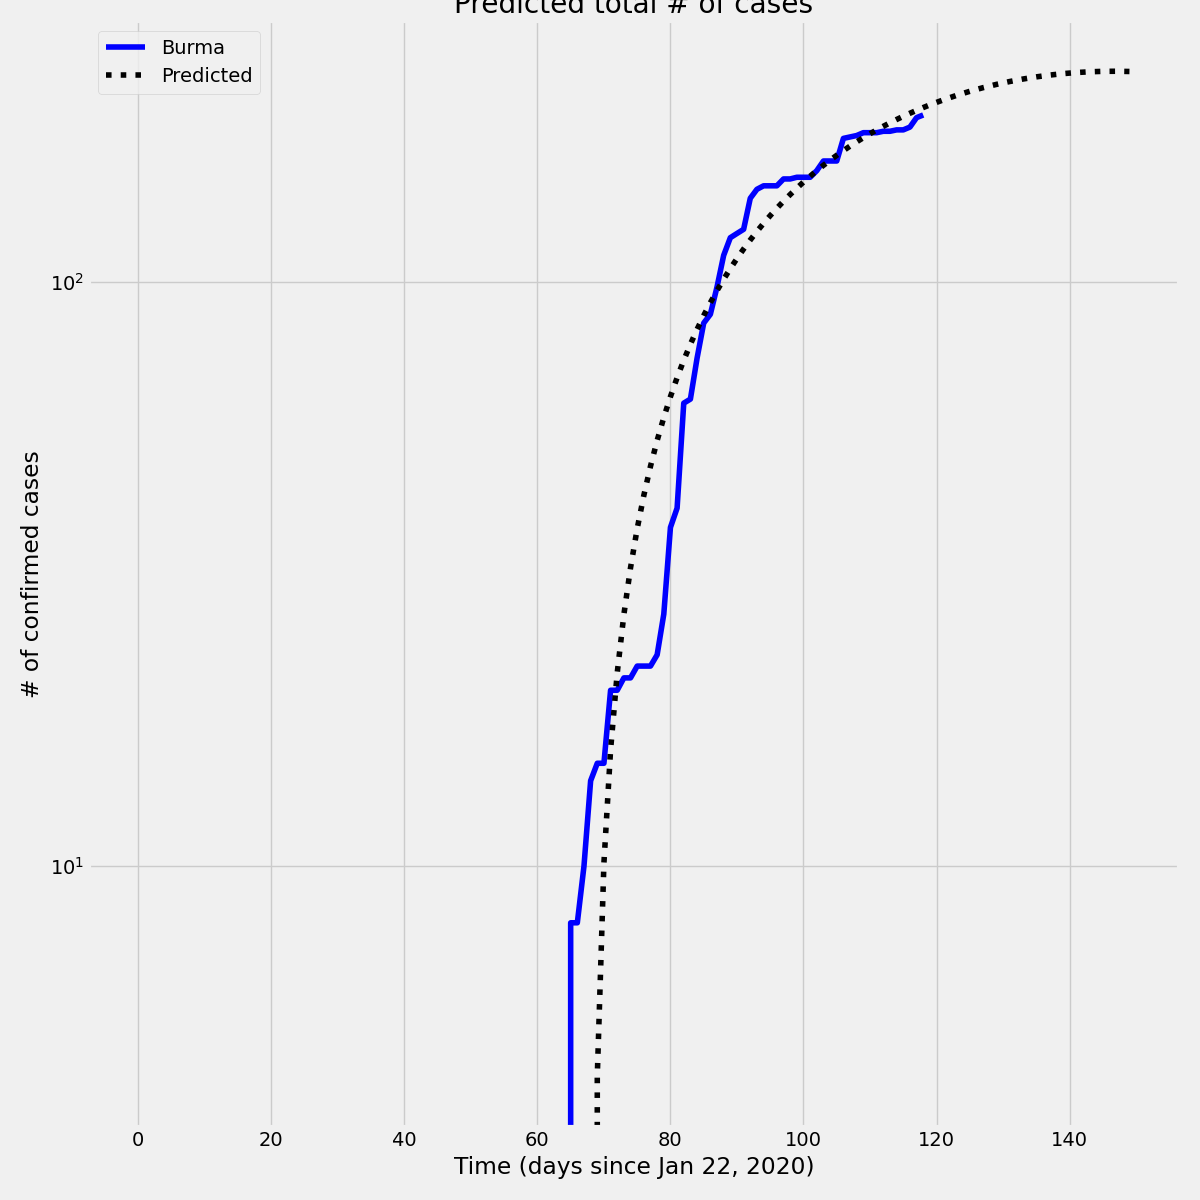 Predicted total # of cases
Burma
Predicted
# of confirmed cases
10²
10¹
0 20 40 60 80 100 120 140
Time (days since Jan 22, 2020)